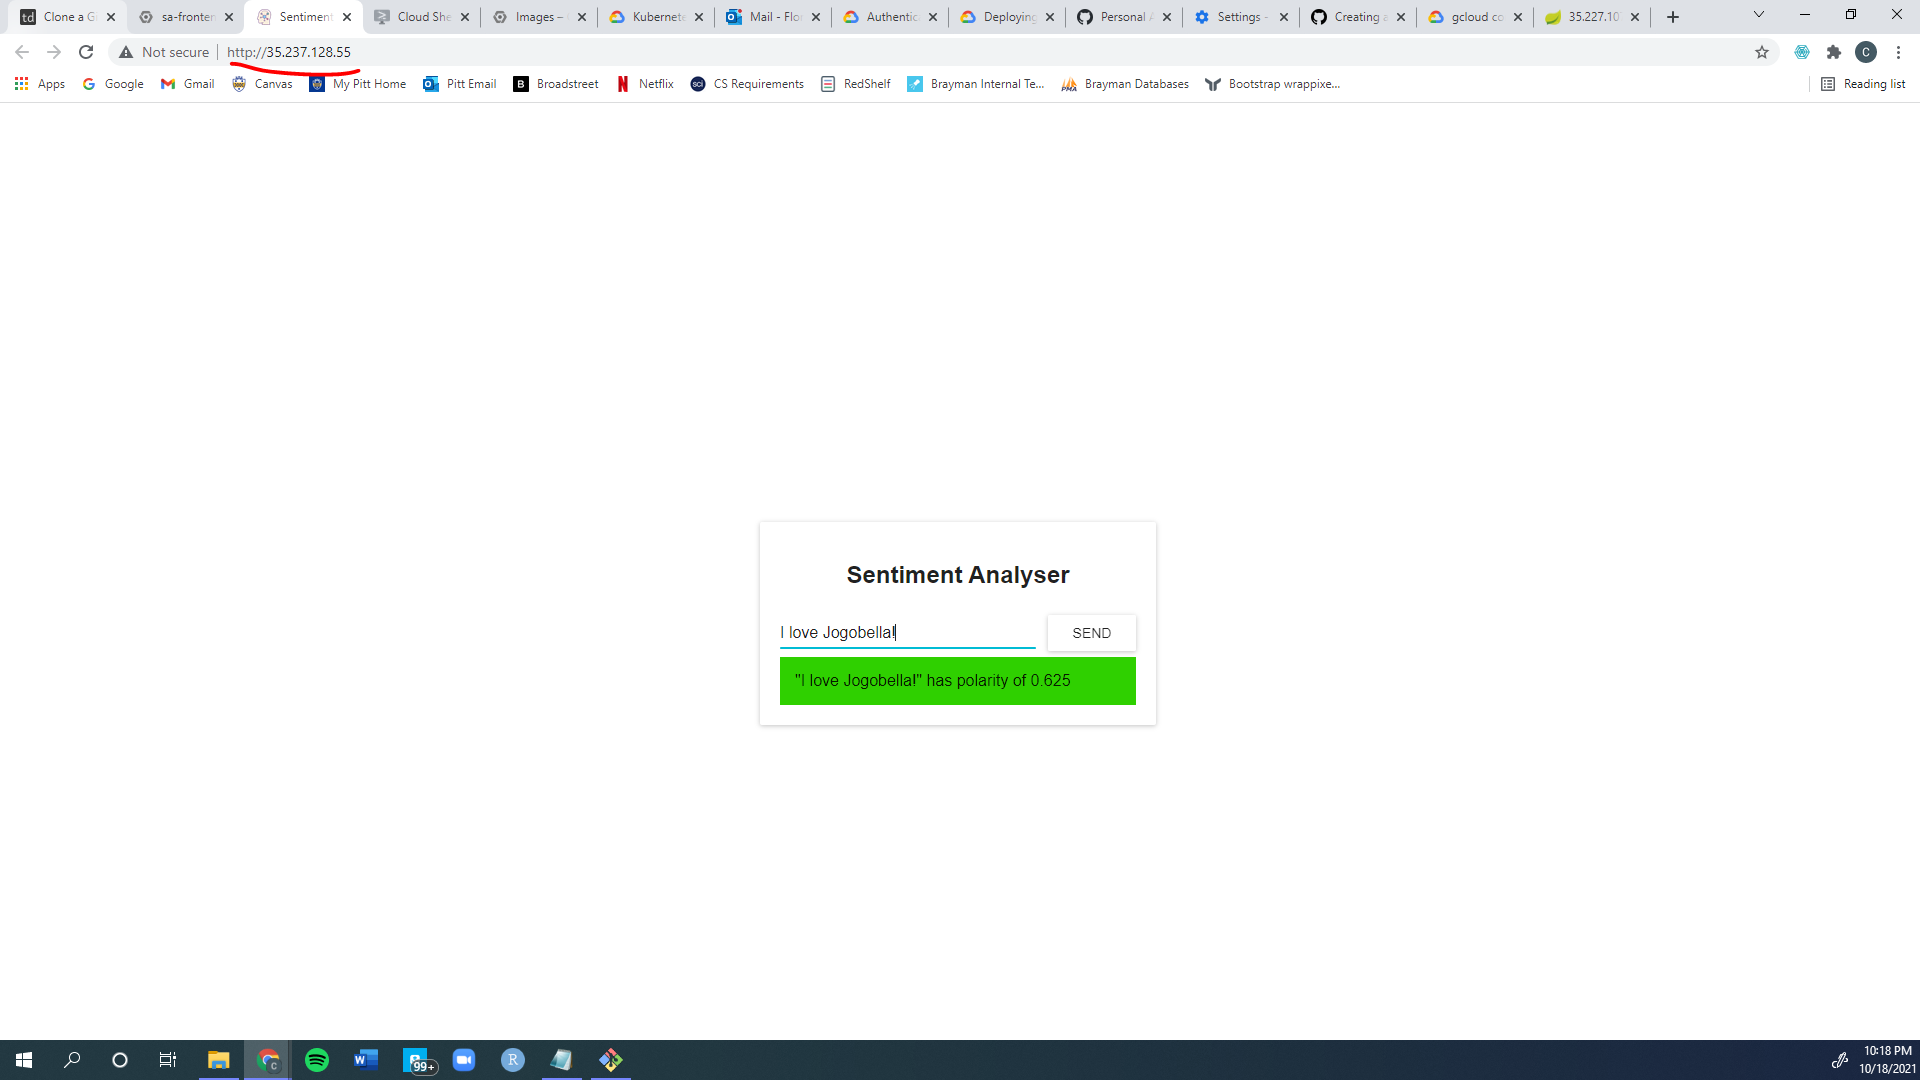 td Clone a G sa-fronten Sentiment Cloud She Images – Kubernete Mail - Flo Authentic Deploying Personal A Settings - Creating a gcloud co 35.227.10
Not secure http://35.237.128.55 C
Apps Google Gmail Canvas My Pitt Home Pitt Email B Broadstreet Netflix sci CS Requirements RedShelf Brayman Internal Te... PMA Brayman Databases Bootstrap wrappixe... Reading list
Sentiment Analyser
I love Jogobella! SEND
"I love Jogobella!" has polarity of 0.625
C W 99+ R 10:18 PM
10/18/2021